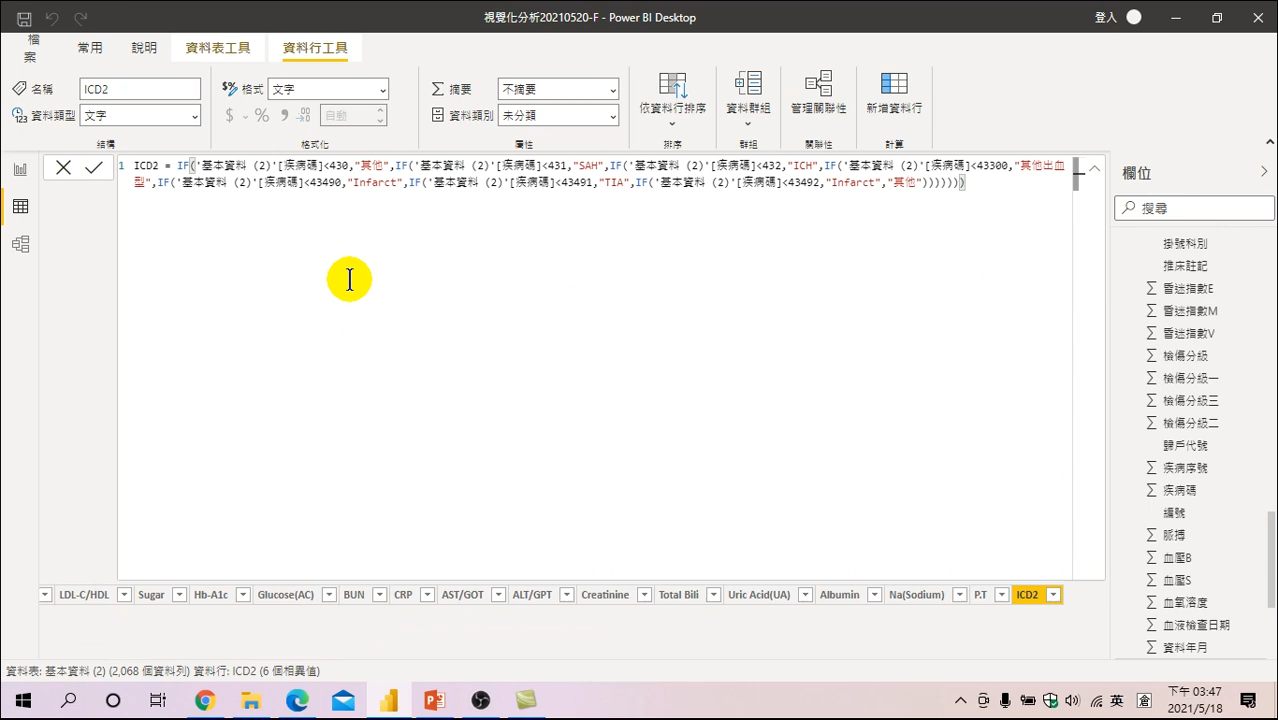 視覺化分析20210520-F - Power BI Desktop
登入
檔案
常用
說明
資料表工具
資料行工具
名稱
ICD2
格式
文字
摘要
不摘要
資料類型
文字
$ % 自動
資料類別
未分類
依資料行排序
資料群組
管理關聯性
新增資料行
結構
格式化
屬性
排序
群組
關聯性
計算
1 ICD2 = IF('基本資料 (2)'[疾病碼]<430,"其他",IF('基本資料 (2)'[疾病碼]<431,"SAH",IF('基本資料 (2)'[疾病碼]<432,"ICH",IF('基本資料 (2)'[疾病碼]<43300,"其他出血
型",IF('基本資料 (2)'[疾病碼]<43490,"Infarct",IF('基本資料 (2)'[疾病碼]<43491,"TIA",IF('基本資料 (2)'[疾病碼]<43492,"Infarct","其他")))))))
欄位
搜尋
掛號科別
推床註記
昏迷指數E
昏迷指數M
昏迷指數V
檢傷分級
檢傷分級一
檢傷分級三
檢傷分級二
歸戶代號
疾病序號
疾病碼
編號
脈搏
血壓B
血壓S
血氧溶度
血液檢查日期
資料年月
LDL-C/HDL Sugar Hb-A1c Glucose(AC) BUN CRP AST/GOT ALT/GPT Creatinine Total Bili Uric Acid(UA) Albumin Na(Sodium) P.T ICD2
資料表: 基本資料 (2) (2,068 個資料列) 資料行: ICD2 (6 個相異值)
英
倉
下午 03:47
2021/5/18